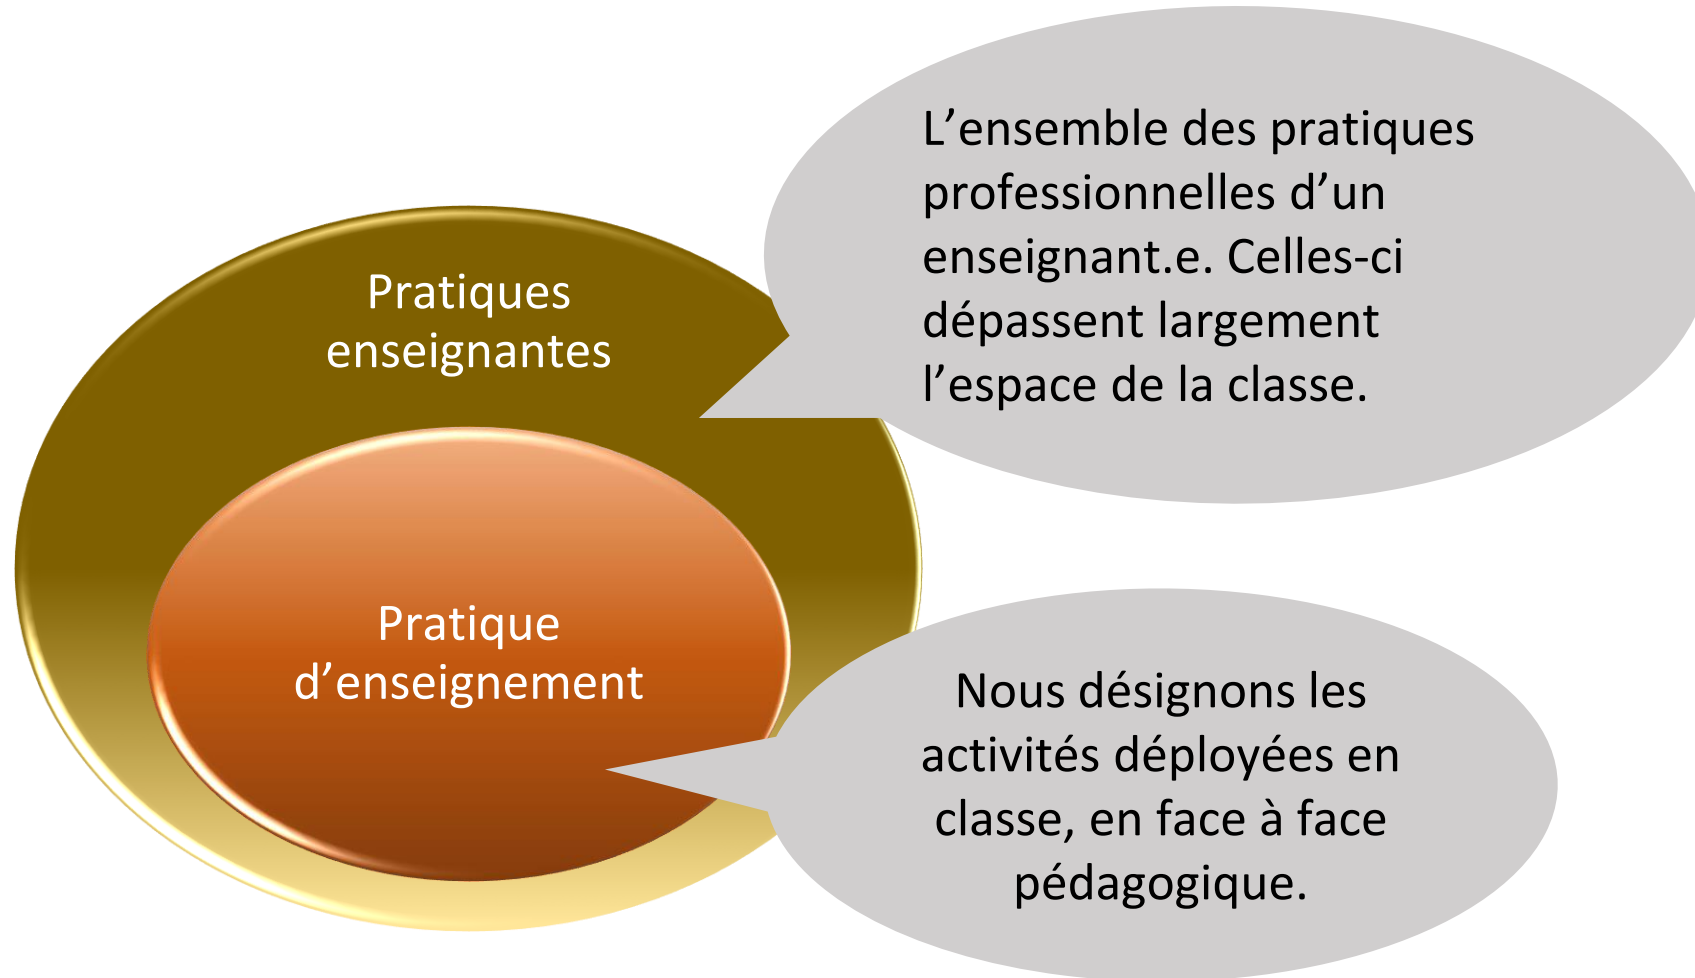 L’ensemble des pratiques
professionnelles d’un
enseignant.e. Celles-ci
dépassent largement
l’espace de la classe.
Pratiques
enseignantes
Pratique
d’enseignement
Nous désignons les
activités déployées en
classe, en face à face
pédagogique.